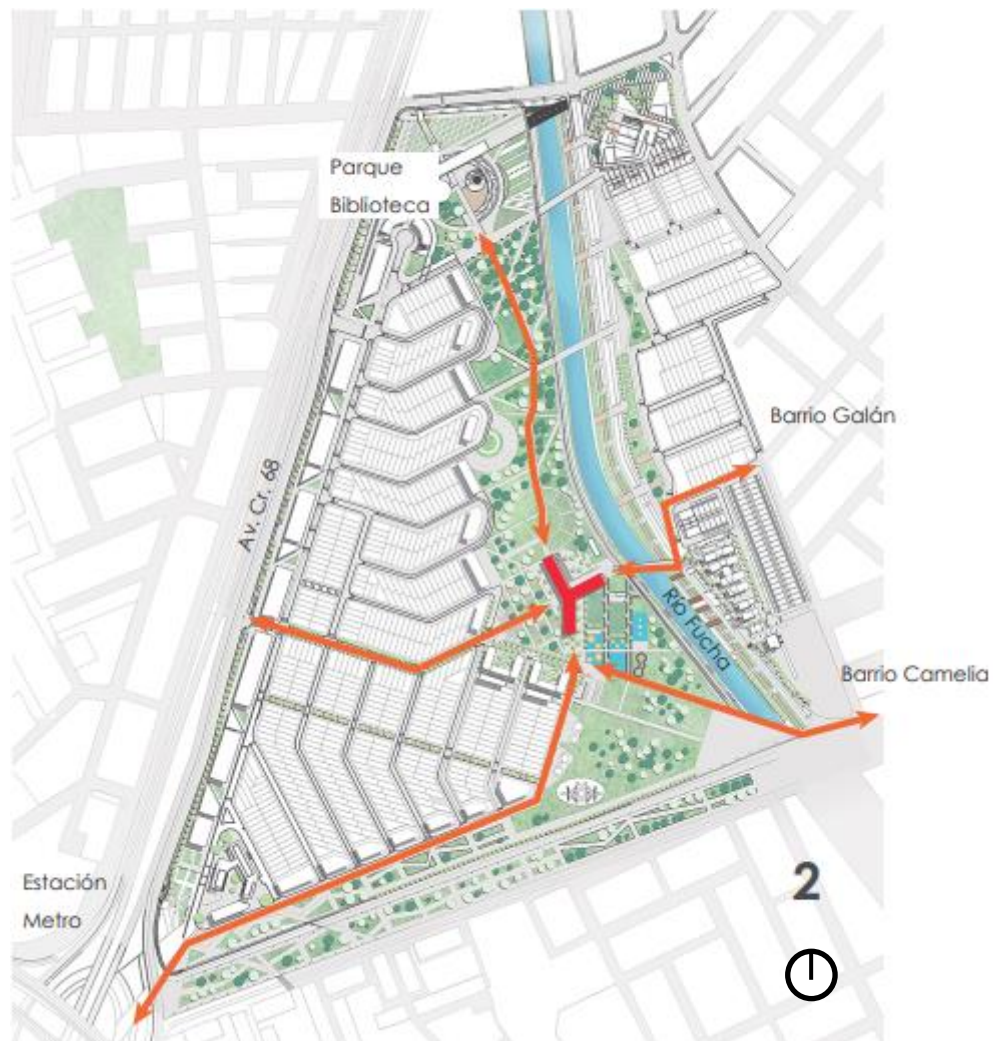 Parque
Biblioteca
Barrio Galán
Av. Cr. 68
Río Fucha
Barrio Camelia
Estación
Metro
2